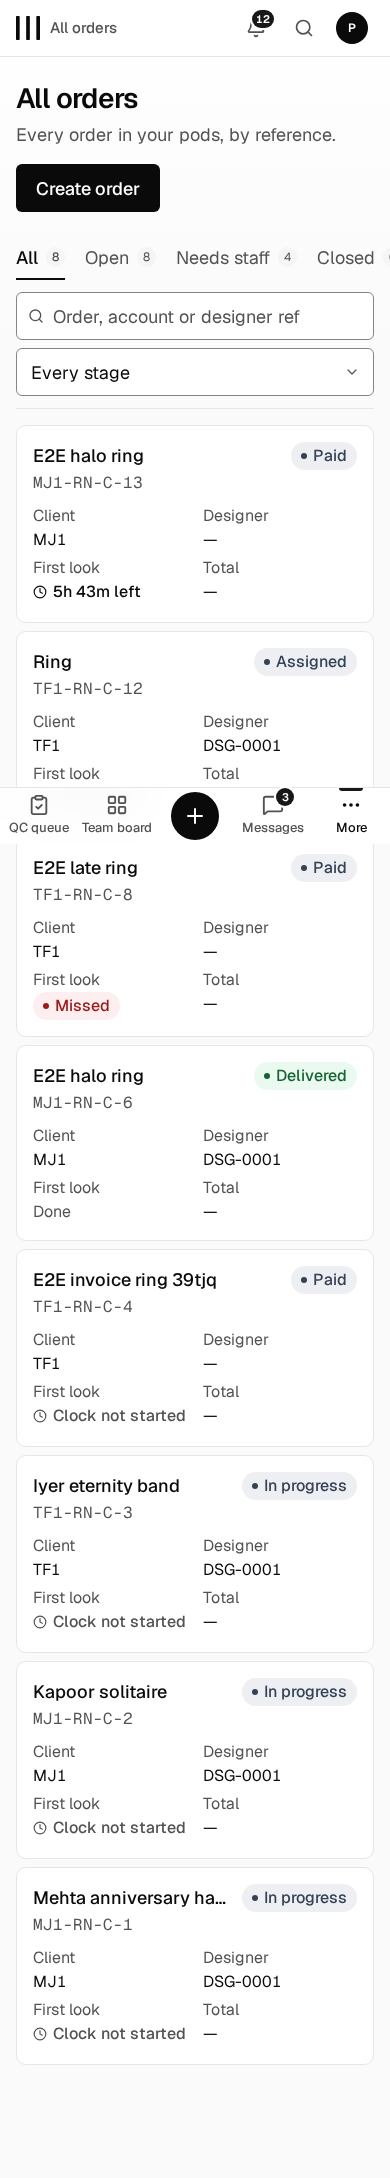 All orders
12
P
All orders
Every order in your pods, by reference.
Create order
All 8 Open 8 Needs staff 4 Closed
Order, account or designer ref
Every stage
E2E halo ring Paid
MJ1-RN-C-13
Client Designer
MJ1 —
First look Total
5h 43m left —
Ring Assigned
TF1-RN-C-12
Client Designer
TF1 DSG-0001
First look Total
3
QC queue Team board Messages More
E2E late ring Paid
TF1-RN-C-8
Client Designer
TF1 —
First look Total
Missed —
E2E halo ring Delivered
MJ1-RN-C-6
Client Designer
MJ1 DSG-0001
First look Total
Done —
E2E invoice ring 39tjq Paid
TF1-RN-C-4
Client Designer
TF1 —
First look Total
Clock not started —
Iyer eternity band In progress
TF1-RN-C-3
Client Designer
TF1 DSG-0001
First look Total
Clock not started —
Kapoor solitaire In progress
MJ1-RN-C-2
Client Designer
MJ1 DSG-0001
First look Total
Clock not started —
Mehta anniversary ha... In progress
MJ1-RN-C-1
Client Designer
MJ1 DSG-0001
First look Total
Clock not started —